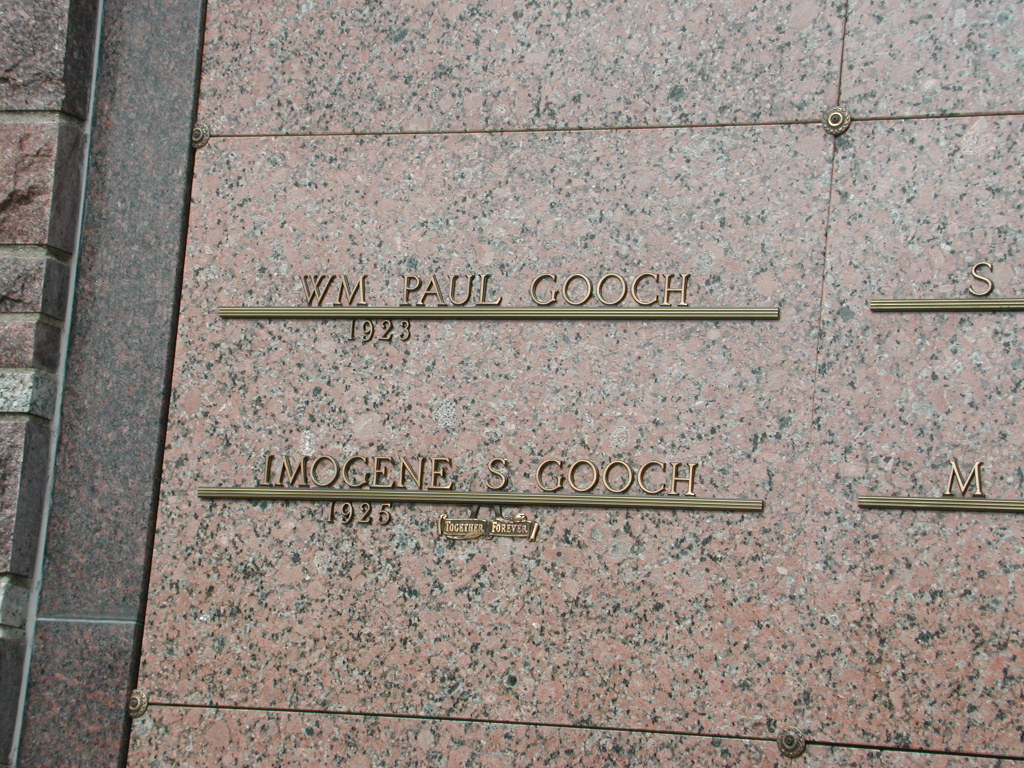 WM PAUL GOOCH
1923
S
IMOGENE S GOOCH
1925
TOGETHER FOREVER
M